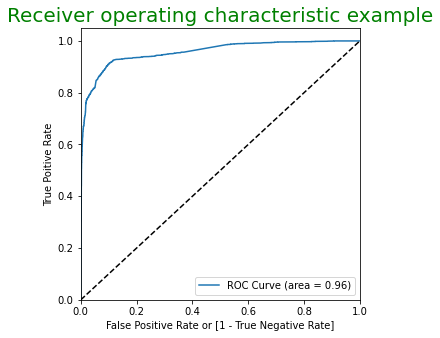 Receiver operating characteristic example
1.0
0.8
0.6
0.4
0.2
0.0
True Poitive Rate
ROC Curve (area = 0.96)
0.0 0.2 0.4 0.6 0.8 1.0
False Positive Rate or [1 - True Negative Rate]